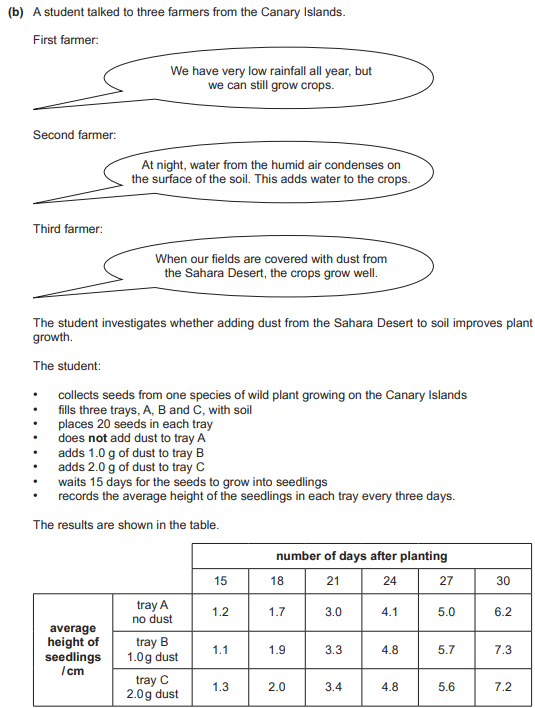 (b) A student talked to three farmers from the Canary Islands.
First farmer:
We have very low rainfall all year, but
we can still grow crops.
Second farmer:
At night, water from the humid air condenses on
the surface of the soil. This adds water to the crops.
Third farmer:
When our fields are covered with dust from
the Sahara Desert, the crops grow well.
The student investigates whether adding dust from the Sahara Desert to soil improves plant
growth.
The student:
• collects seeds from one species of wild plant growing on the Canary Islands
• fills three trays, A, B and C, with soil
• places 20 seeds in each tray
• does not add dust to tray A
• adds 1.0 g of dust to tray B
• adds 2.0 g of dust to tray C
• waits 15 days for the seeds to grow into seedlings
• records the average height of the seedlings in each tray every three days.
The results are shown in the table.
number of days after planting
15 18 21 24 27 30
average
height of
seedlings
/cm
tray A
no dust
1.2 1.7 3.0 4.1 5.0 6.2
tray B
1.0 g dust
1.1 1.9 3.3 4.8 5.7 7.3
tray C
2.0 g dust
1.3 2.0 3.4 4.8 5.6 7.2